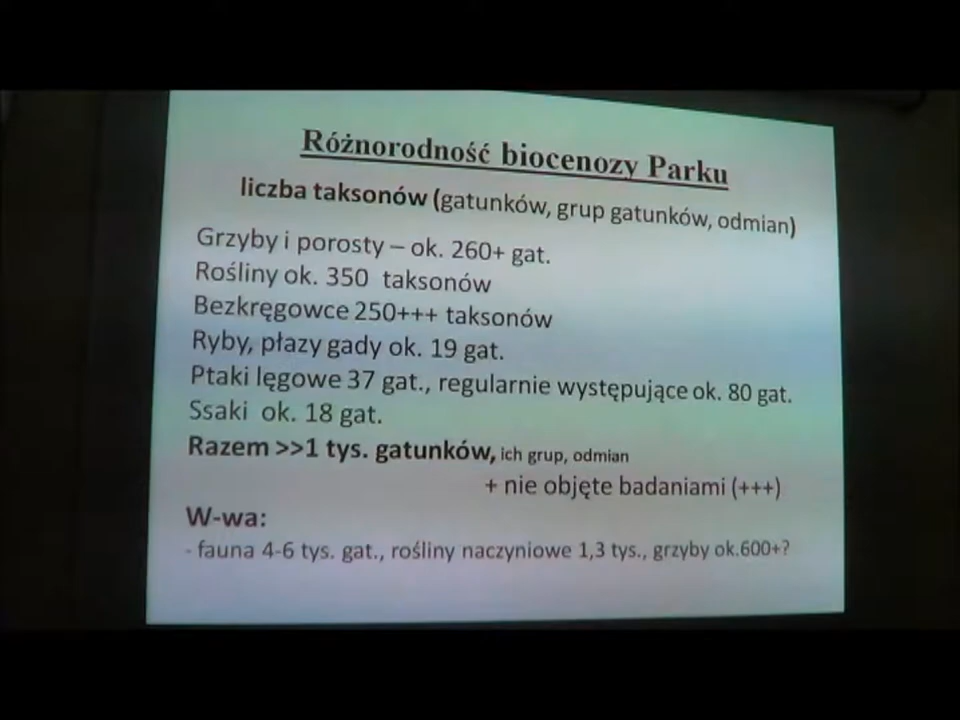 Różnorodność biocenozy Parku
liczba taksonów (gatunków, grup gatunków, odmian)
Grzyby i porosty – ok. 260+ gat.
Rośliny ok. 350 taksonów
Bezkręgowce 250+++ taksonów
Ryby, płazy gady ok. 19 gat.
Ptaki lęgowe 37 gat., regularnie występujące ok. 80 gat.
Ssaki ok. 18 gat.
Razem >>1 tys. gatunków, ich grup, odmian
+ nie objęte badaniami (+++)
W-wa:
- fauna 4-6 tys. gat., rośliny naczyniowe 1,3 tys., grzyby ok.600+?